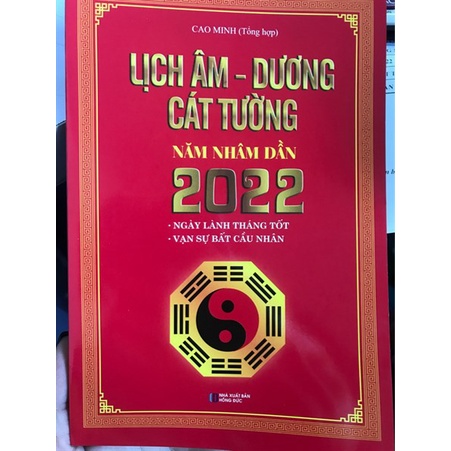 CAO MINH (Tổng hợp)
LỊCH ÂM - DƯƠNG
CÁT TƯỜNG
NĂM NHÂM DẦN
2022
- NGÀY LÀNH THÁNG TỐT
- VẠN SỰ BẤT CẦU NHÂN
NHÀ XUẤT BẢN
HỒNG ĐỨC